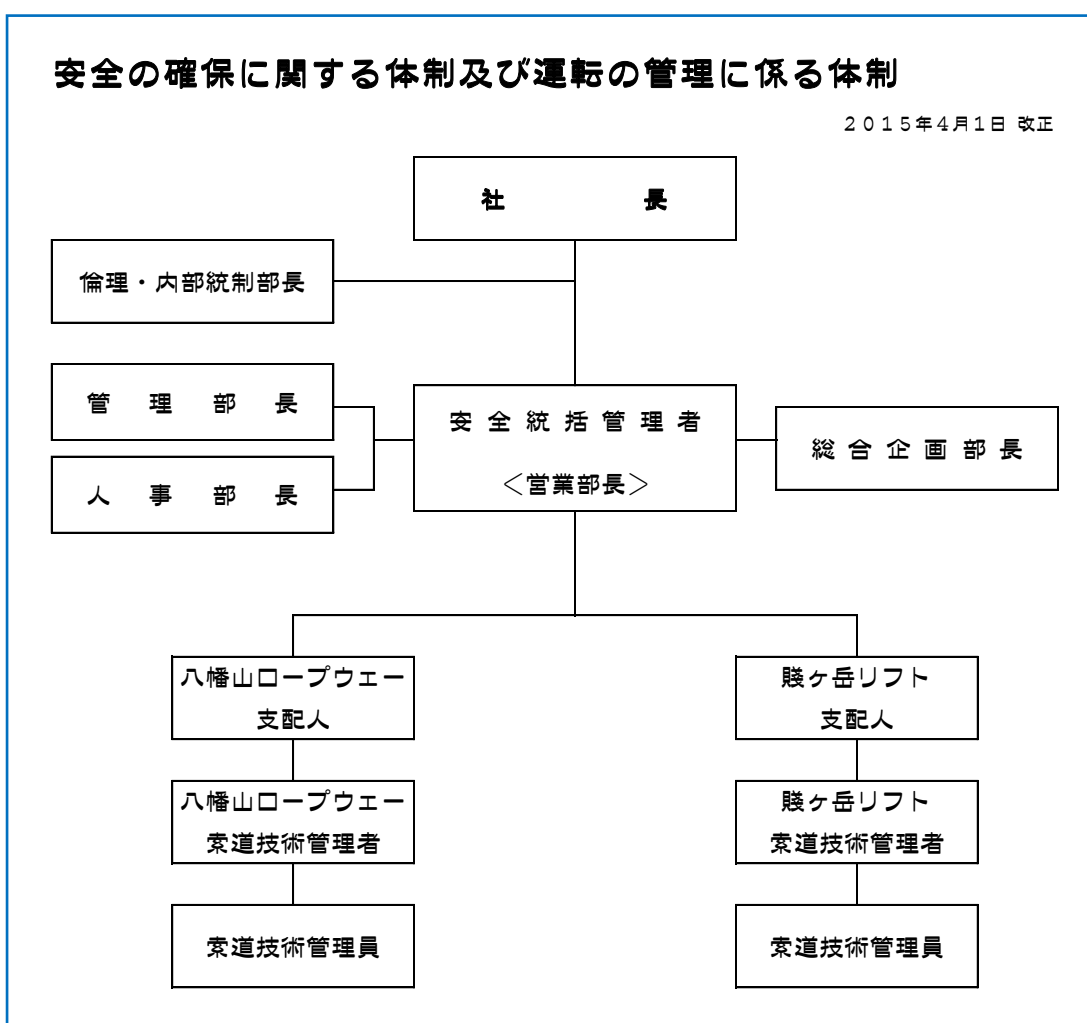 安全の確保に関する体制及び運転の管理に係る体制
２０１５年４月１日 改正
社　　　　長
倫理・内部統制部長
管　理　部　長
人　事　部　長
安 全 統 括 管 理 者
＜営業部長＞
総 合 企 画 部 長
八幡山ロープウェー
支配人
八幡山ロープウェー
索道技術管理者
索道技術管理員
賤ヶ岳リフト
支配人
賤ヶ岳リフト
索道技術管理者
索道技術管理員